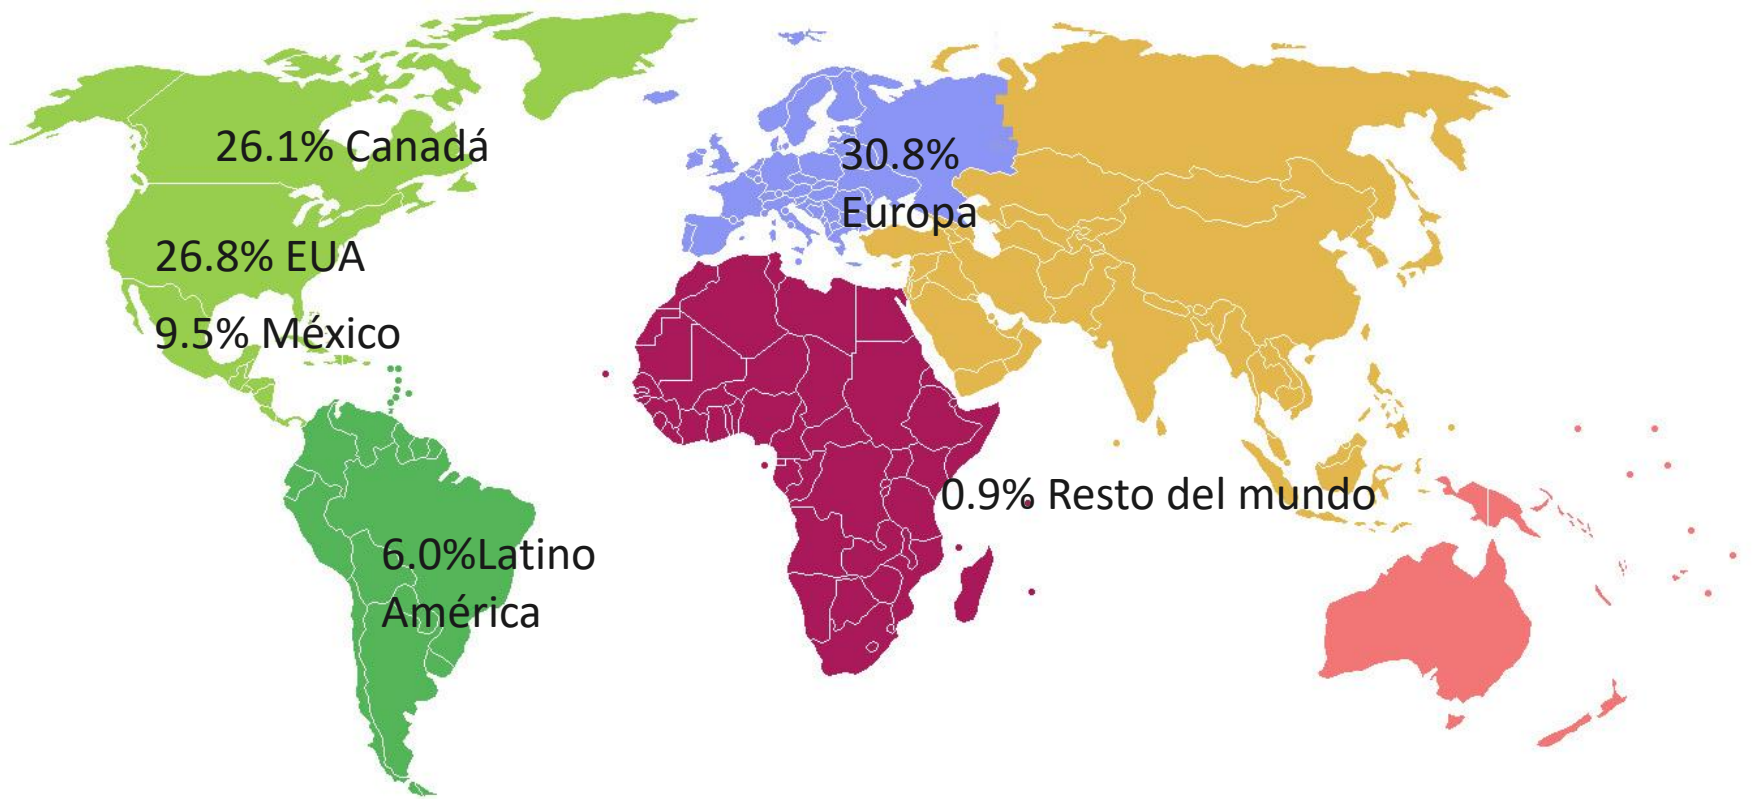 26.1% Canadá
30.8%
Europa
26.8% EUA
9.5% México
0.9% Resto del mundo
6.0%Latino
América